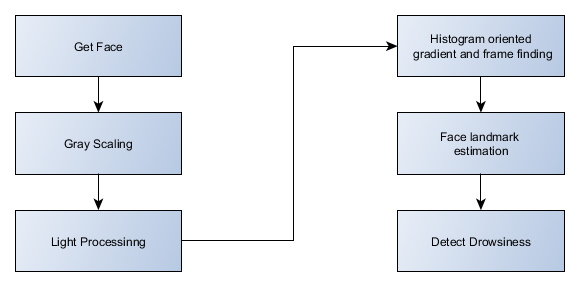 Get Face
Gray Scaling
Light Processinng
Histogram oriented
gradient and frame finding
Face landmark
estimation
Detect Drowsiness